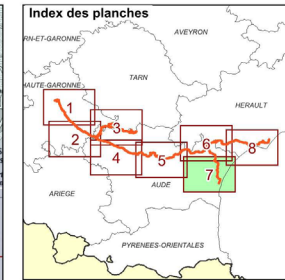 Index des planches
AVEYRON
RN-ET-GARONNE
TARN
HAUTE-GARONNE
HERAULT
1
3
2
6
8
4
5
7
ARIEGE
AUDE
PYRENEES-ORIENTALES